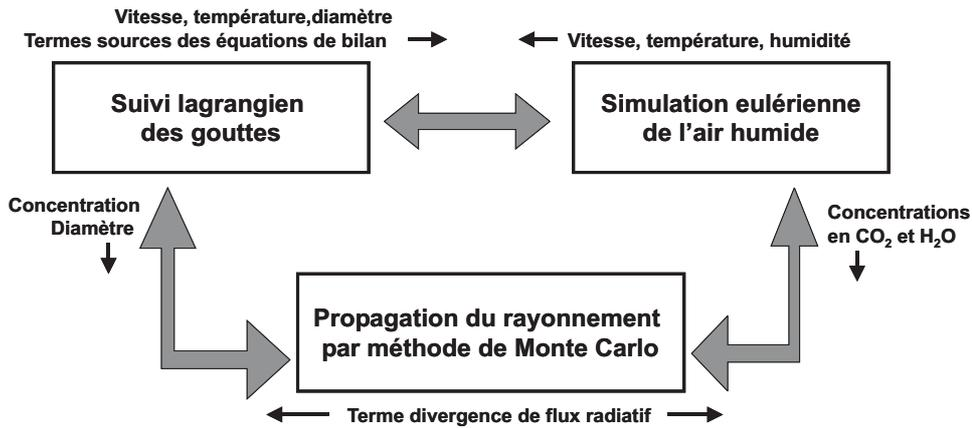 Vitesse, température,diamètre
Termes sources des équations de bilan
Vitesse, température, humidité
Suivi lagrangien
des gouttes
Simulation eulérienne
de l'air humide
Concentration
Diamètre
Concentrations
en CO₂ et H₂O
Propagation du rayonnement
par méthode de Monte Carlo
Terme divergence de flux radiatif